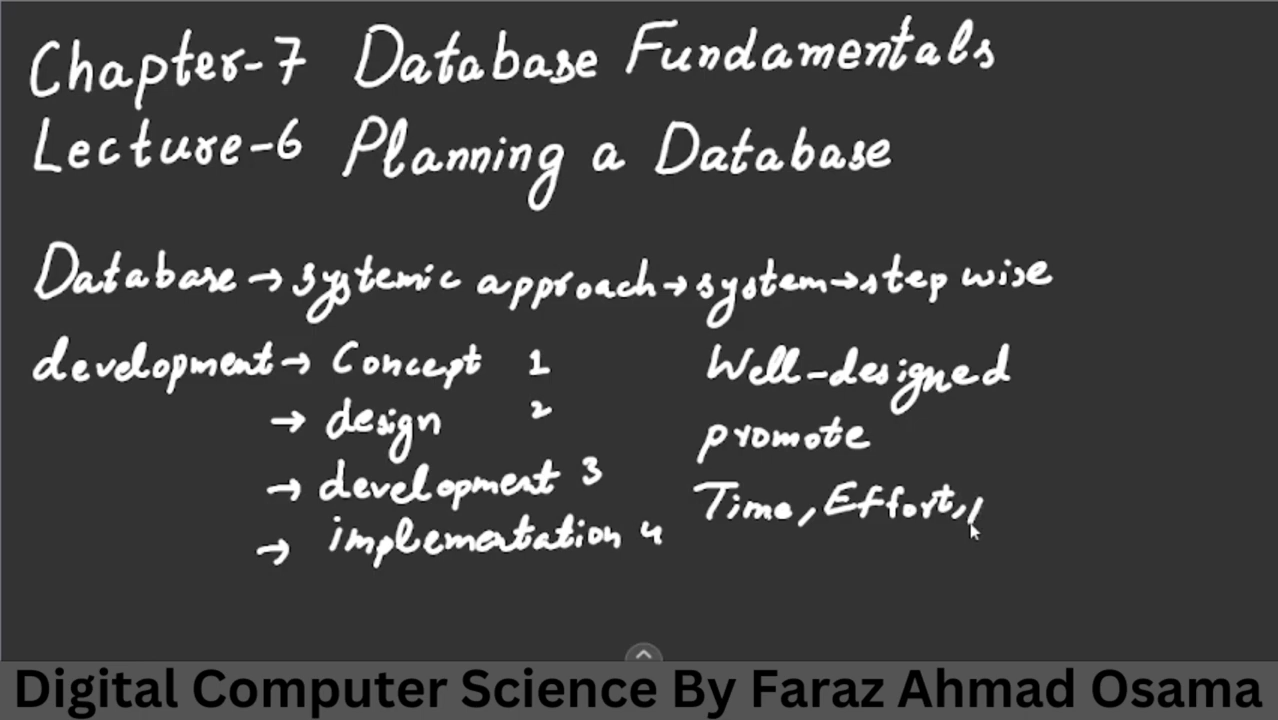 Chapter-7 Database Fundamentals
Lecture-6 Planning a Database
Database → systemic approach → system → step wise
development → Concept 1
→ design 2
→ development 3
→ implementation 4
Well-designed
promote
Time, Effort,
Digital Computer Science By Faraz Ahmad Osama